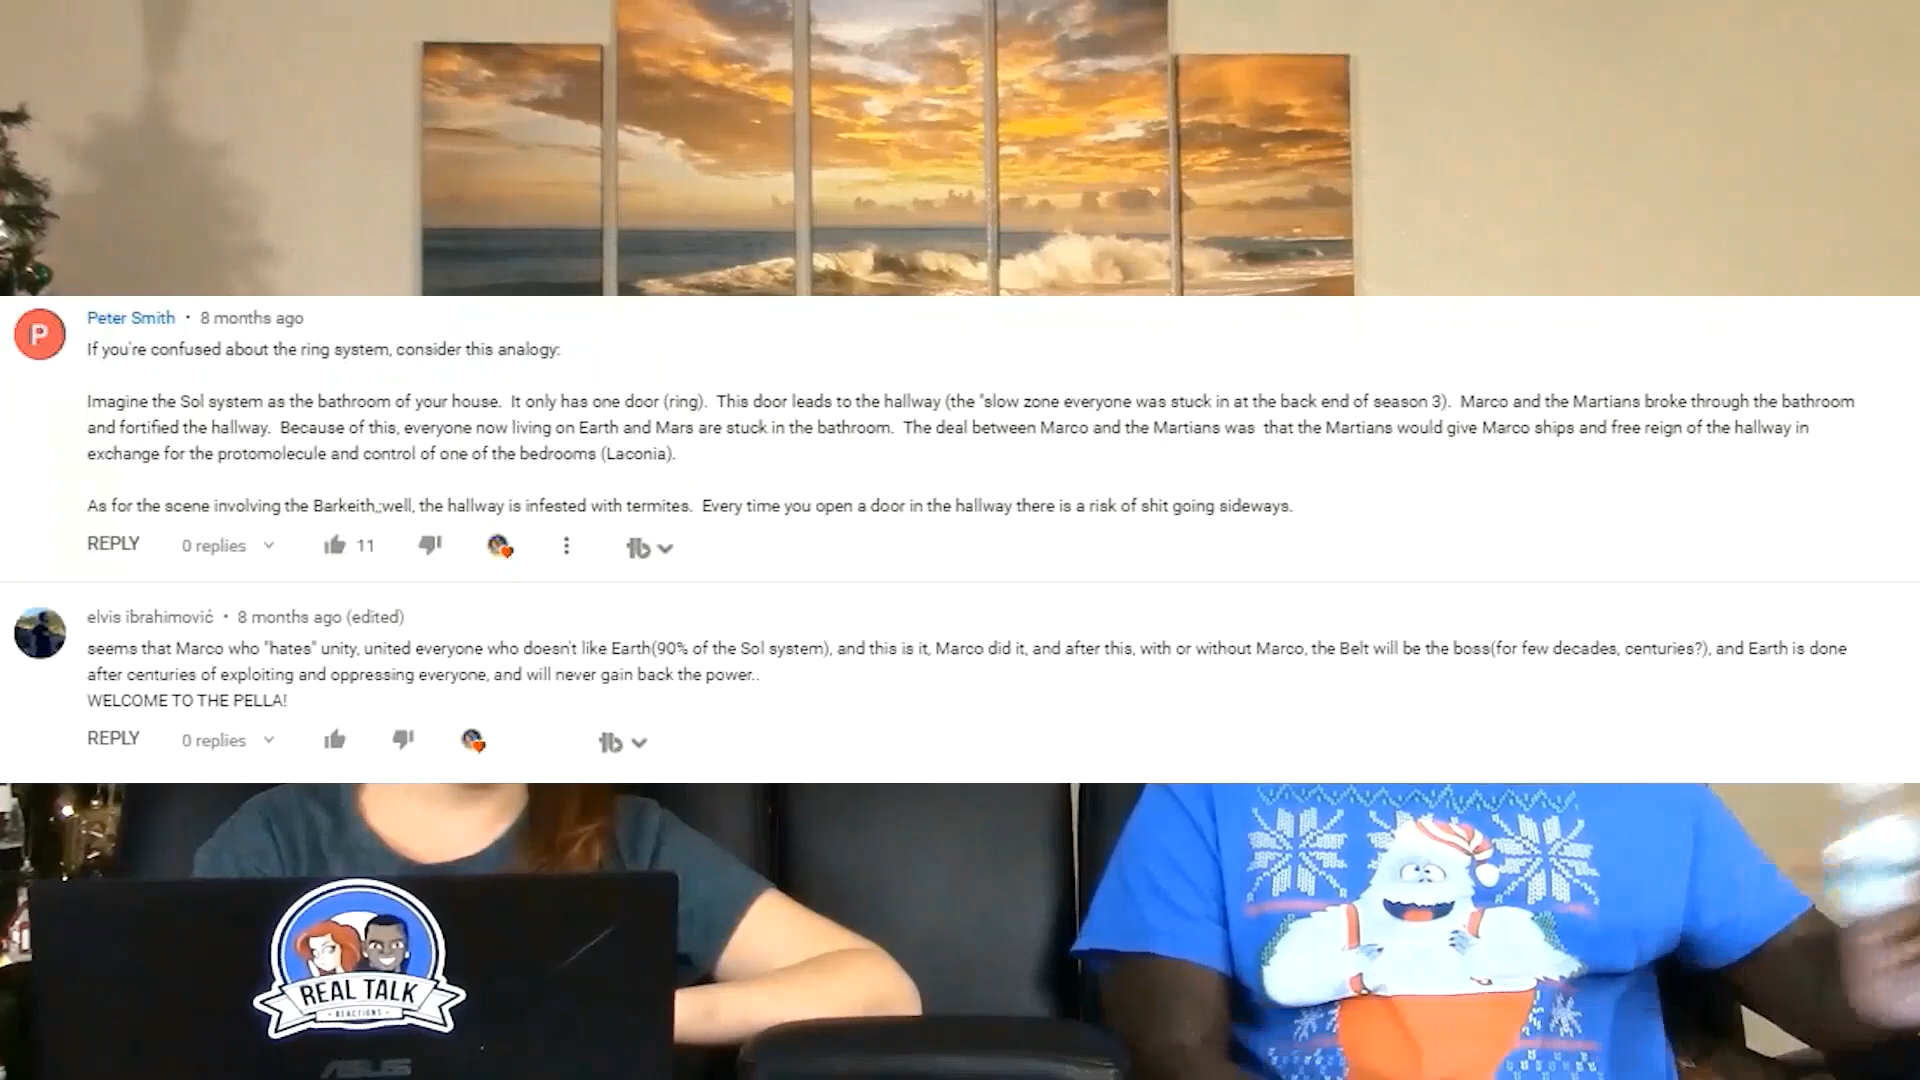 P
Peter Smith · 8 months ago
If you're confused about the ring system, consider this analogy:
Imagine the Sol system as the bathroom of your house. It only has one door (ring). This door leads to the hallway (the "slow zone everyone was stuck in at the back end of season 3). Marco and the Martians broke through the bathroom
and fortified the hallway. Because of this, everyone now living on Earth and Mars are stuck in the bathroom. The deal between Marco and the Martians was that the Martians would give Marco ships and free reign of the hallway in
exchange for the protomolecule and control of one of the bedrooms (Laconia).
As for the scene involving the Barkeith,;well, the hallway is infested with termites. Every time you open a door in the hallway there is a risk of shit going sideways.
REPLY 0 replies 11
elvis ibrahimović · 8 months ago (edited)
seems that Marco who "hates" unity, united everyone who doesn't like Earth(90% of the Sol system), and this is it, Marco did it, and after this, with or without Marco, the Belt will be the boss(for few decades, centuries?), and Earth is done
after centuries of exploiting and oppressing everyone, and will never gain back the power..
WELCOME TO THE PELLA!
REPLY 0 replies
REAL TALK
- REACTIONS -
ASUS